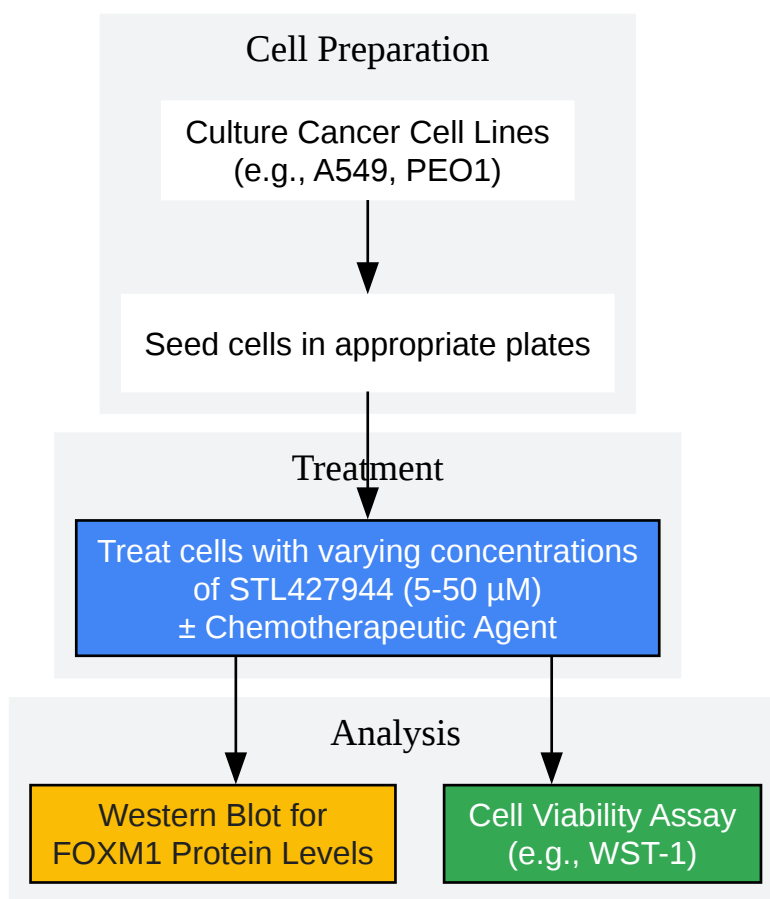 Cell Preparation
Culture Cancer Cell Lines
(e.g., A549, PEO1)
Seed cells in appropriate plates
Treatment
Treat cells with varying concentrations
of STL427944 (5-50 µM)
± Chemotherapeutic Agent
Analysis
Western Blot for
FOXM1 Protein Levels
Cell Viability Assay
(e.g., WST-1)